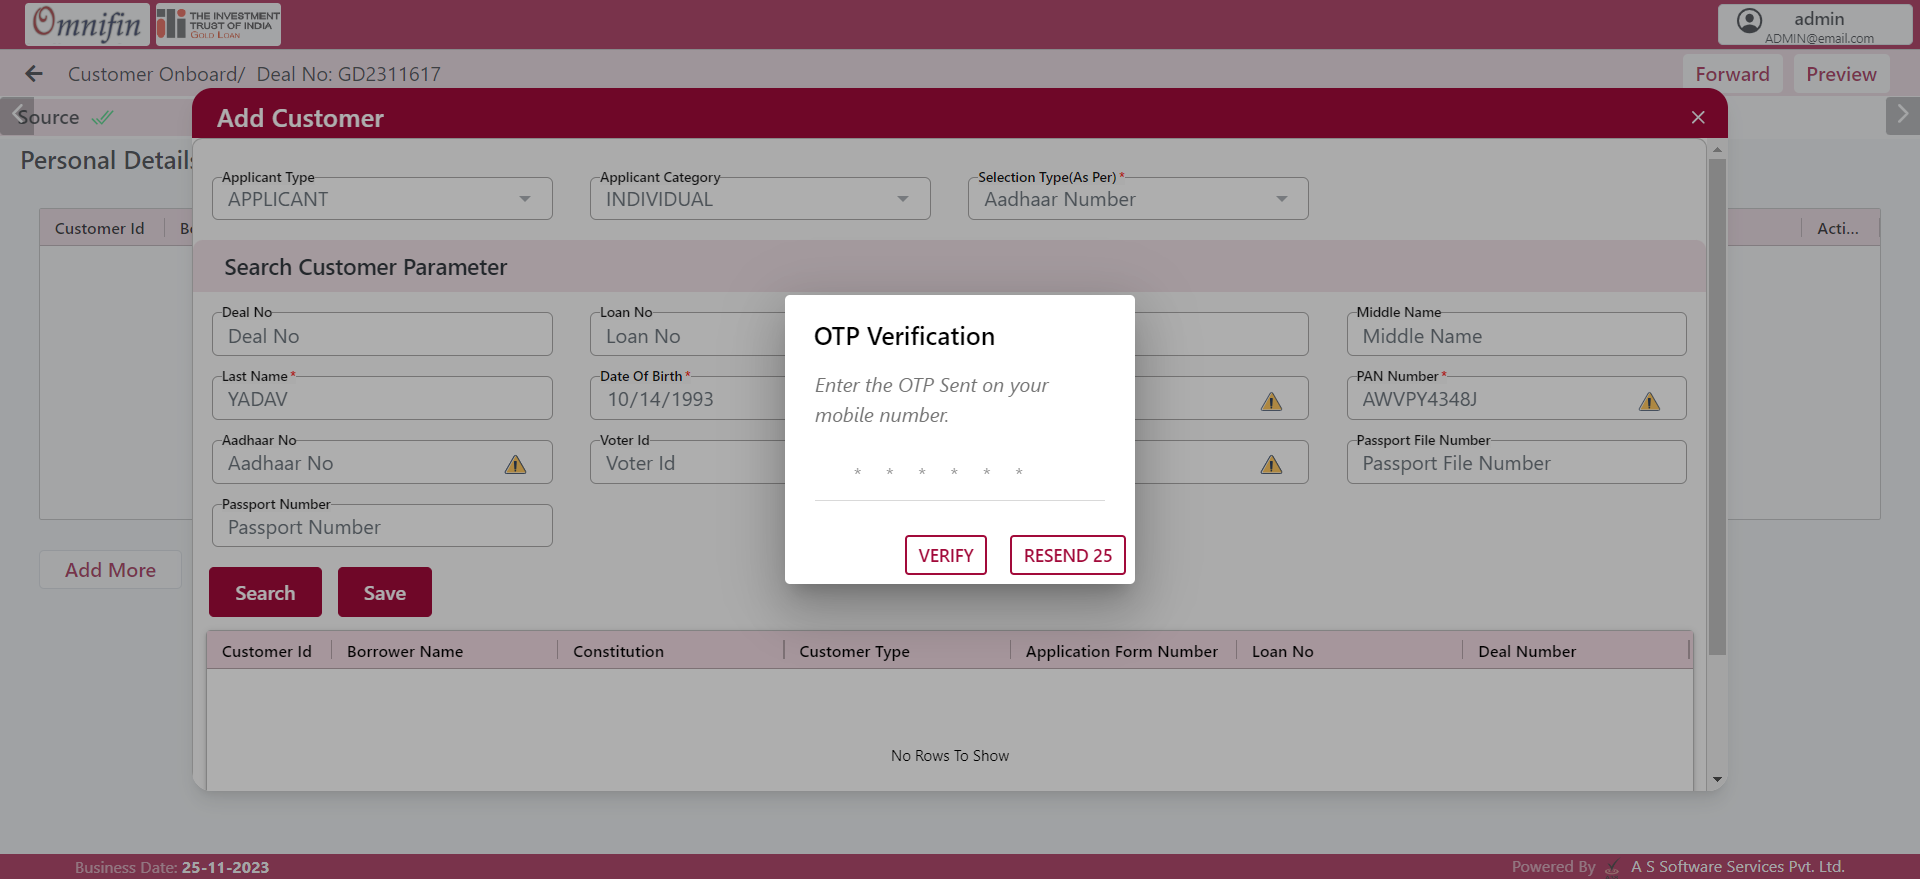 Omnifin
THE INVESTMENT
TRUST OF INDIA
GOLD LOAN
admin
ADMIN@email.com
Customer Onboard/ Deal No: GD2311617
Forward
Preview
Source
Add Customer
Personal Details
Applicant Type
APPLICANT
Applicant Category
INDIVIDUAL
Selection Type(As Per) *
Aadhaar Number
Customer Id
Acti...
Search Customer Parameter
Deal No
Deal No
Loan No
Loan No
Middle Name
Middle Name
Last Name *
YADAV
Date Of Birth *
10/14/1993
PAN Number *
AWVPY4348J
Aadhaar No
Aadhaar No
Voter Id
Voter Id
Passport File Number
Passport File Number
Passport Number
Passport Number
OTP Verification
Enter the OTP Sent on your
mobile number.
* * * * * *
VERIFY
RESEND 25
Add More
Search
Save
Customer Id
Borrower Name
Constitution
Customer Type
Application Form Number
Loan No
Deal Number
No Rows To Show
Business Date: 25-11-2023
Powered By
A S Software Services Pvt. Ltd.